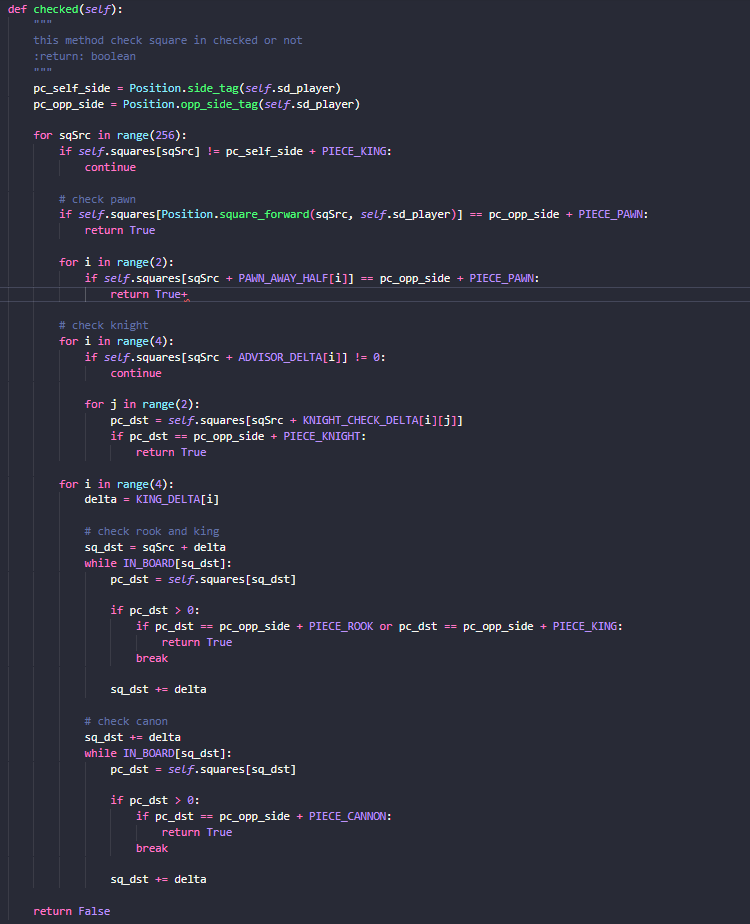 def checked(self):
    """
    this method check square in checked or not
    :return: boolean
    """
    pc_self_side = Position.side_tag(self.sd_player)
    pc_opp_side = Position.opp_side_tag(self.sd_player)

    for sqSrc in range(256):
        if self.squares[sqSrc] != pc_self_side + PIECE_KING:
            continue

        # check pawn
        if self.squares[Position.square_forward(sqSrc, self.sd_player)] == pc_opp_side + PIECE_PAWN:
            return True

        for i in range(2):
            if self.squares[sqSrc + PAWN_AWAY_HALF[i]] == pc_opp_side + PIECE_PAWN:
                return True+

        # check knight
        for i in range(4):
            if self.squares[sqSrc + ADVISOR_DELTA[i]] != 0:
                continue

            for j in range(2):
                pc_dst = self.squares[sqSrc + KNIGHT_CHECK_DELTA[i][j]]
                if pc_dst == pc_opp_side + PIECE_KNIGHT:
                    return True

        for i in range(4):
            delta = KING_DELTA[i]

            # check rook and king
            sq_dst = sqSrc + delta
            while IN_BOARD[sq_dst]:
                pc_dst = self.squares[sq_dst]

                if pc_dst > 0:
                    if pc_dst == pc_opp_side + PIECE_ROOK or pc_dst == pc_opp_side + PIECE_KING:
                        return True
                    break

                sq_dst += delta

            # check canon
            sq_dst += delta
            while IN_BOARD[sq_dst]:
                pc_dst = self.squares[sq_dst]

                if pc_dst > 0:
                    if pc_dst == pc_opp_side + PIECE_CANNON:
                        return True
                    break

                sq_dst += delta

    return False